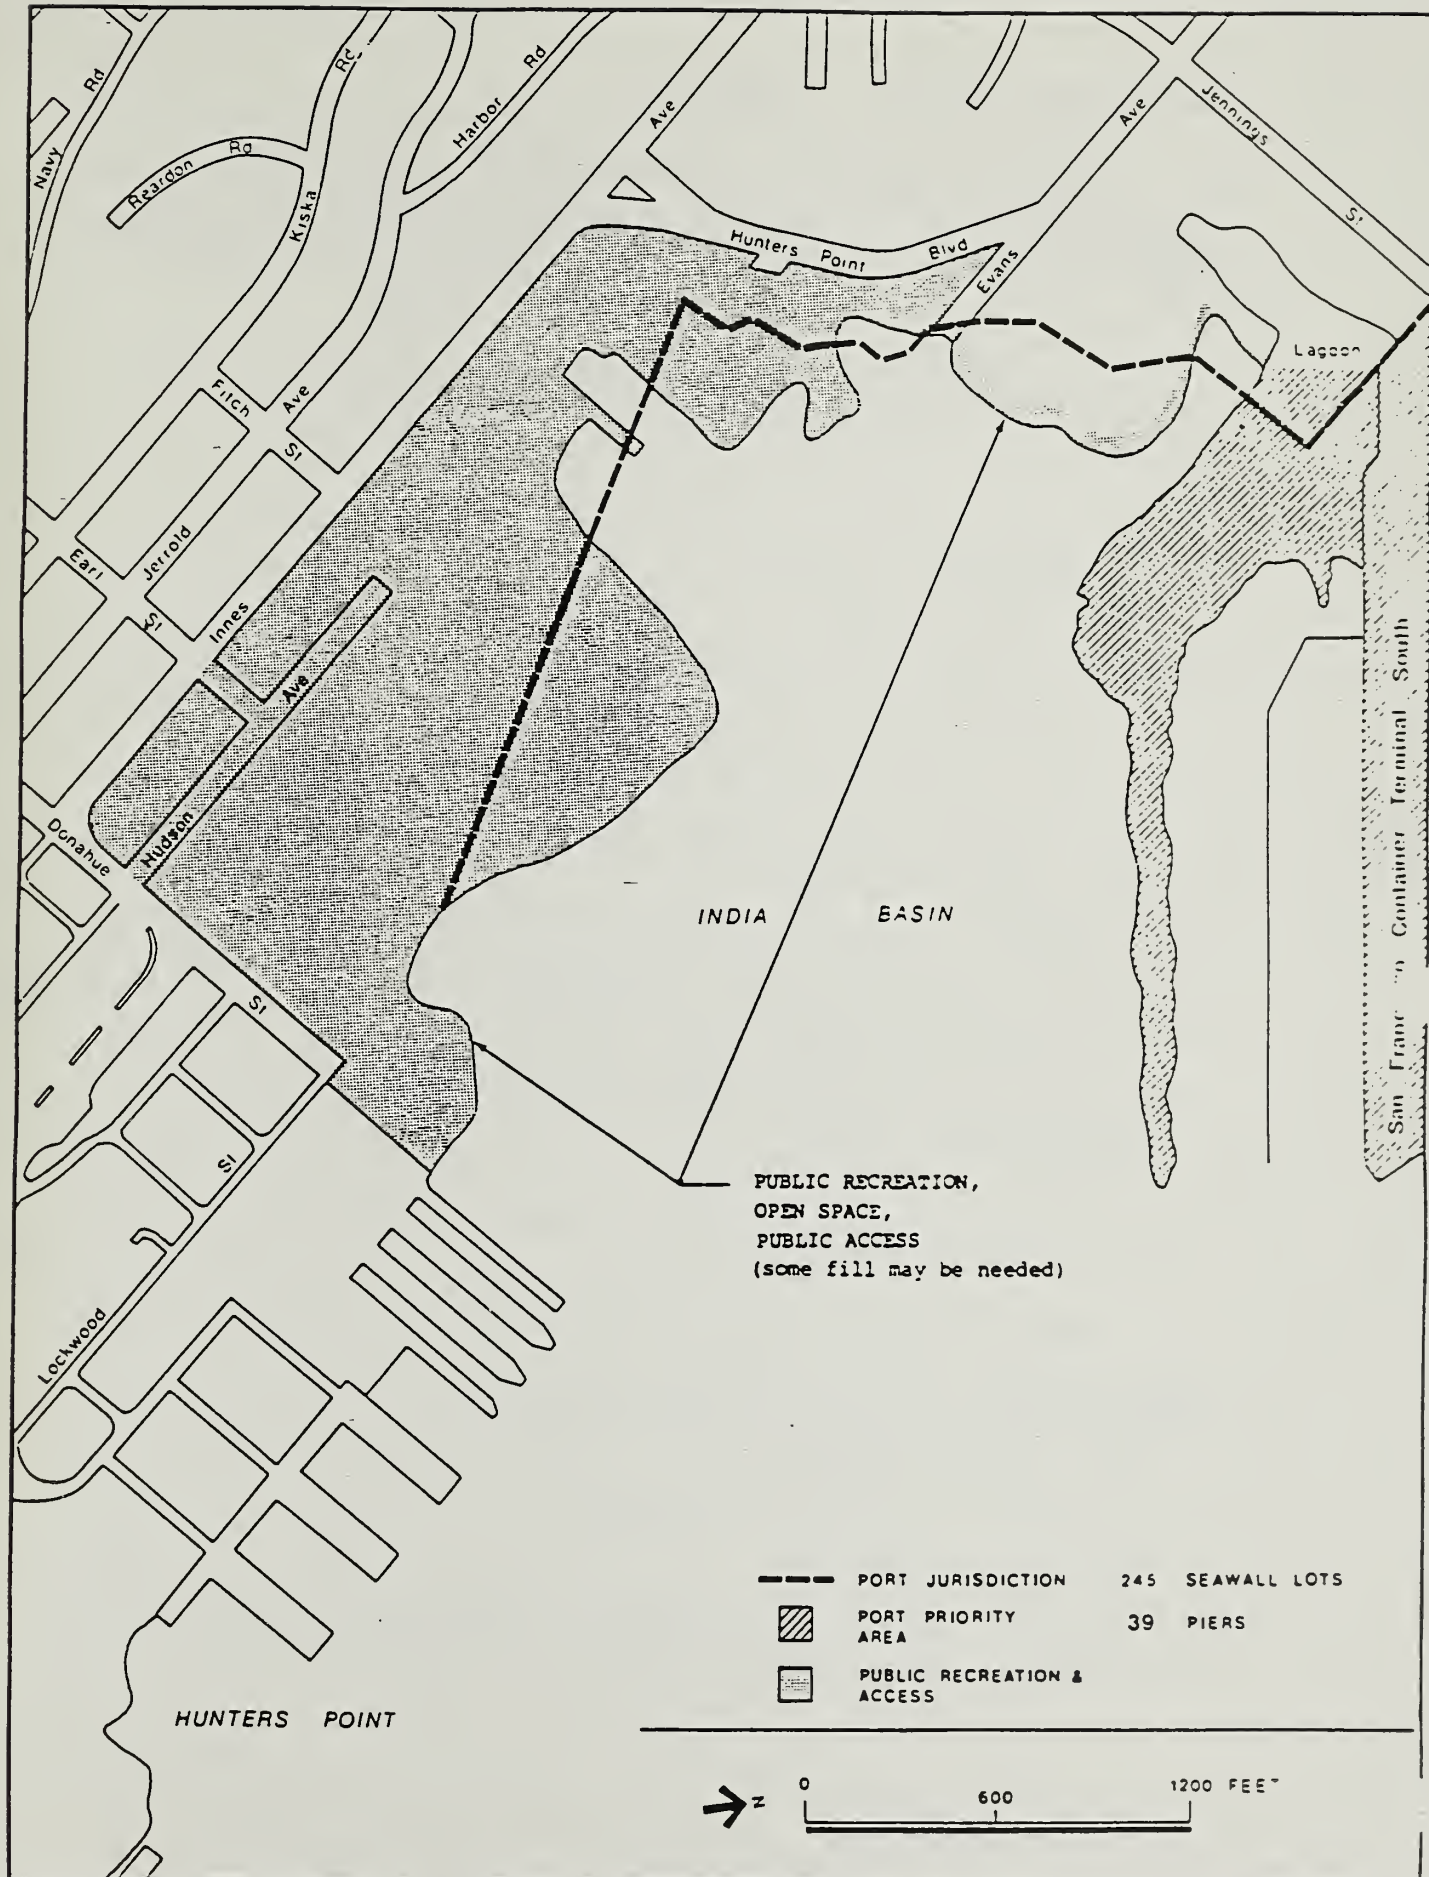 Navy Rd
Reardon Rd
Kiska Rd
Harbor Rd
Ave
Ave
Jennings St
Hunters Point Blvd
Evans
Lagoon
Fitch St
Ave
Earl St
Jerrold
Innes
Ave
Hudson
Donahue
St
St
Lockwood
INDIA BASIN
San Franc
Container Terminal South
PUBLIC RECREATION,
OPEN SPACE,
PUBLIC ACCESS
(some fill may be needed)
PORT JURISDICTION 245 SEAWALL LOTS
PORT PRIORITY
AREA
39 PIERS
PUBLIC RECREATION &
ACCESS
HUNTERS POINT
N
0 600 1200 FEET